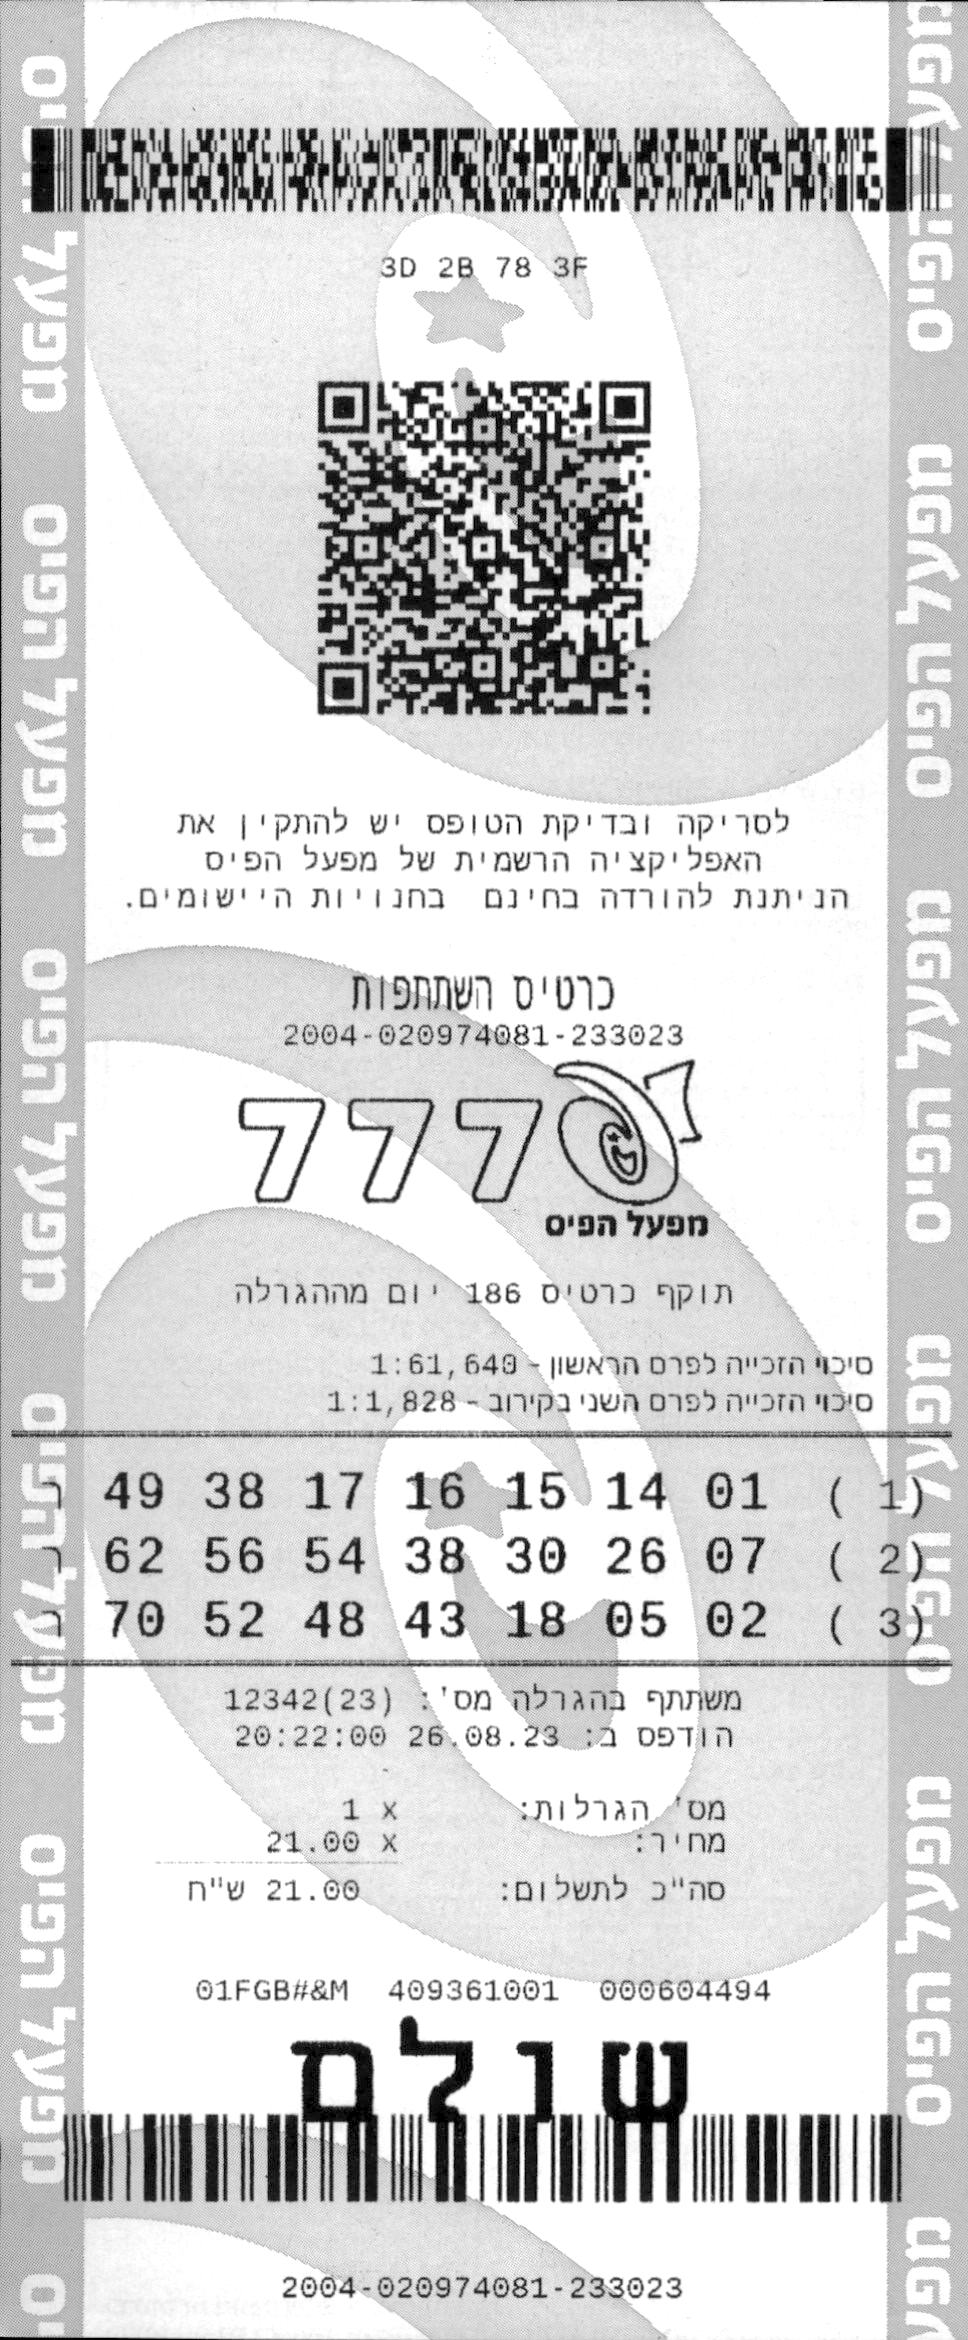 3D 2B 78 3F
לסריקה ובדיקת הטופס יש להתקין את
האפליקציה הרשמית של מפעל הפיס
הניתנת להורדה בחינם בחנויות היישומים.
כרטיס השתתפות
2004-020974081-233023
777
מפעל הפיס
תוקף כרטיס 186 יום מההגרלה
סיכוי הזכייה לפרס הראשון - 1:61,640
סיכוי הזכייה לפרס השני בקירוב - 1:1,828
( 1) 01 14 15 16 17 38 49 ר
( 2) 07 26 30 38 54 56 62 ר
( 3) 02 05 18 43 48 52 70 ר
משתתף בהגרלה מס': 12342(23)
הודפס ב: 26.08.23 20:22:00
מס' הגרלות: x 1
מחיר: x 21.00
סה"כ לתשלום: 21.00 ש"ח
01FGB#&M 409361001 000604494
שולם
2004-020974081-233023
מפעל הפיס מפעל הפיס מפעל הפיס מפעל הפיס מפעל הפיס
מפעל הפיס מפעל הפיס מפעל הפיס מפעל הפיס מפעל הפיס